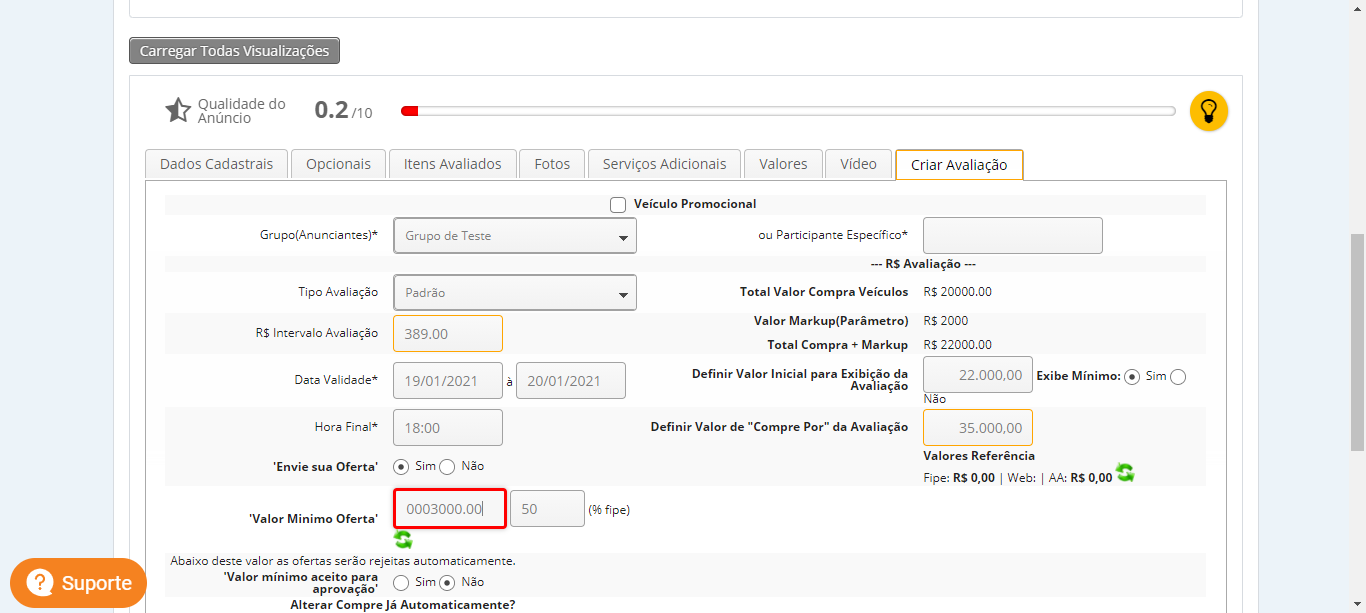 Carregar Todas Visualizações
Qualidade do
Anúncio
0.2 /10
Dados Cadastrais Opcionais Itens Avaliados Fotos Serviços Adicionais Valores Vídeo Criar Avaliação
Veículo Promocional
Grupo(Anunciantes)* Grupo de Teste ou Participante Específico*
--- R$ Avaliação ---
Tipo Avaliação Padrão Total Valor Compra Veículos R$ 20000.00
Valor Markup(Parâmetro) R$ 2000
R$ Intervalo Avaliação 389.00
Total Compra + Markup R$ 22000.00
Data Validade* 19/01/2021 à 20/01/2021
Definir Valor Inicial para Exibição da
Avaliação
22.000,00 Exibe Mínimo: Sim
Não
Hora Final* 18:00 Definir Valor de "Compre Por" da Avaliação 35.000,00
Valores Referência
'Envie sua Oferta' Sim Não
Fipe: R$ 0,00 | Web: | AA: R$ 0,00
'Valor Minimo Oferta' 0003000.00 50 (% fipe)
Abaixo deste valor as ofertas serão rejeitas automaticamente.
'Valor mínimo aceito para
aprovação'
Sim Não
Alterar Compre Já Automaticamente?
? Suporte